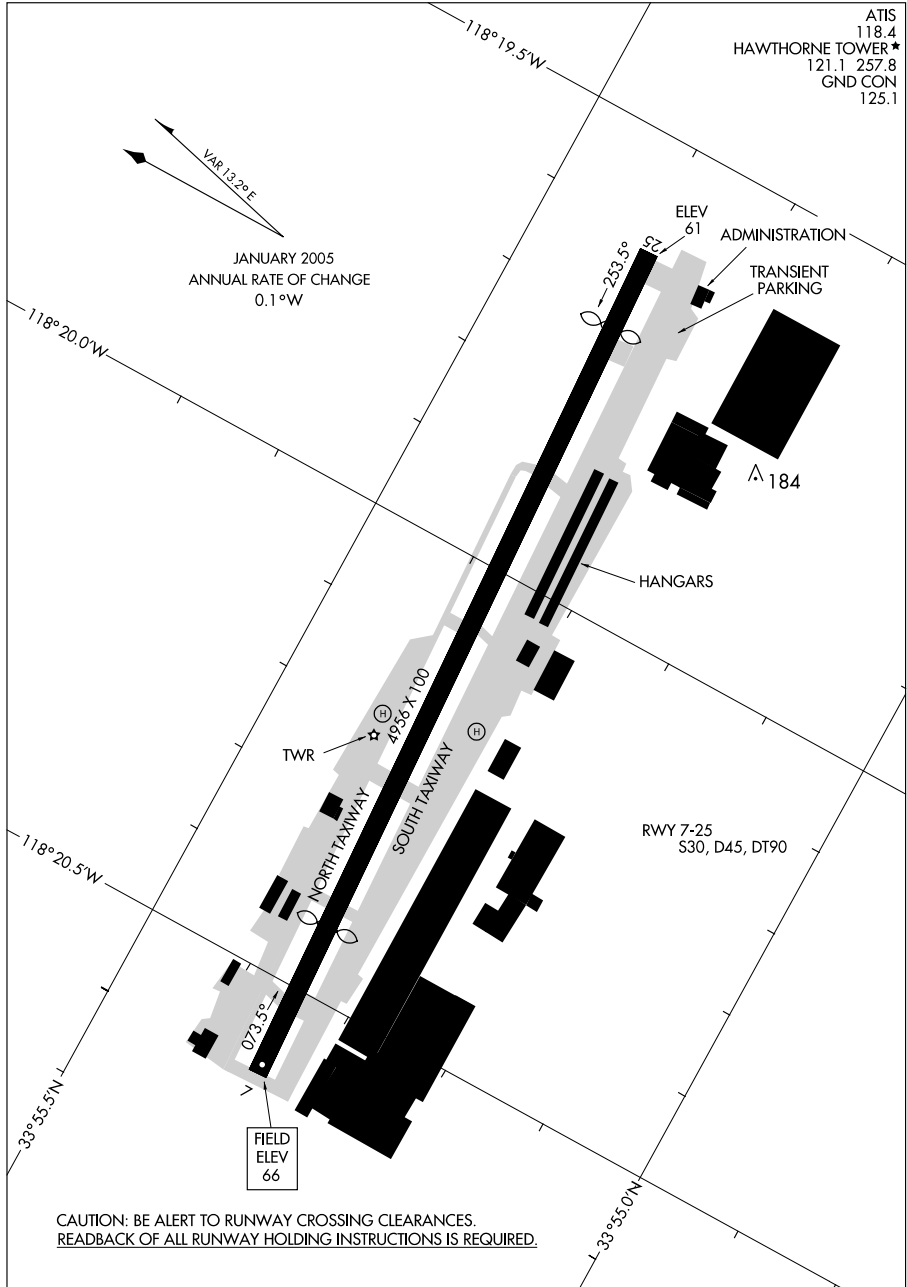 ATIS
118.4
HAWTHORNE TOWER★
121.1 257.8
GND CON
125.1
118°19.5'W
VAR 13.2° E
JANUARY 2005
ANNUAL RATE OF CHANGE
0.1°W
ELEV
61
ADMINISTRATION
TRANSIENT
PARKING
25
253.5°
118°20.0'W
184
HANGARS
H
4956 X 100
H
TWR
SOUTH TAXIWAY
NORTH TAXIWAY
RWY 7-25
S30, D45, DT90
118°20.5'W
073.5°
7
33°55.5'N
FIELD
ELEV
66
33°55.0'N
CAUTION: BE ALERT TO RUNWAY CROSSING CLEARANCES.
READBACK OF ALL RUNWAY HOLDING INSTRUCTIONS IS REQUIRED.